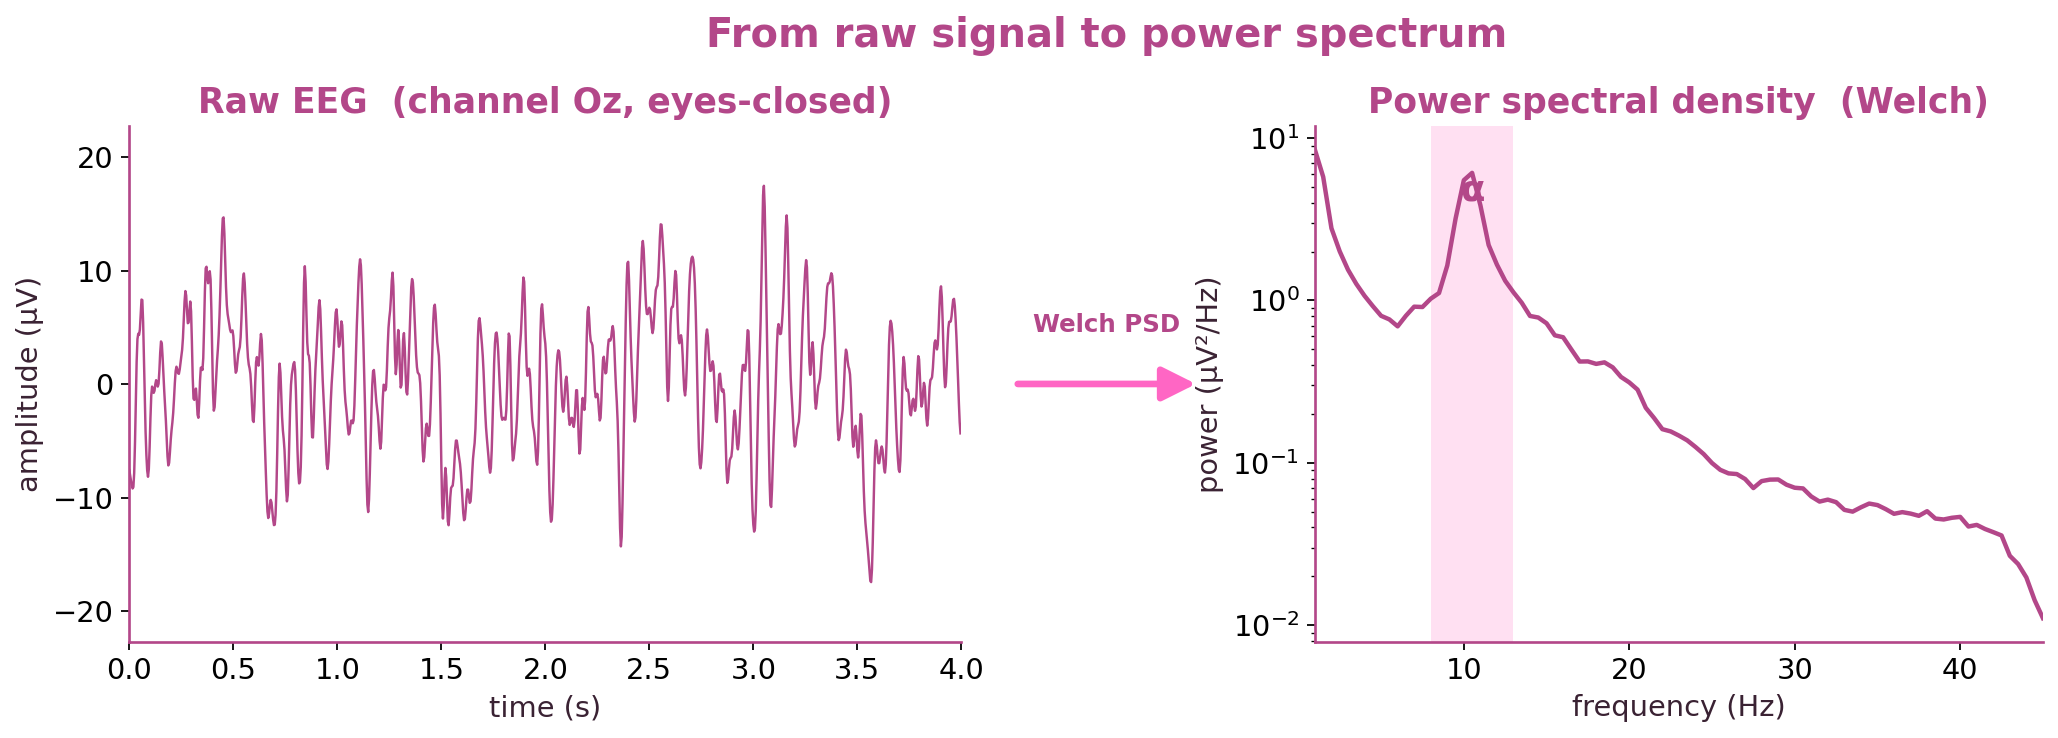 From raw signal to power spectrum
Raw EEG  (channel Oz, eyes-closed)
amplitude (µV)
20
10
0
−10
−20
0.0 0.5 1.0 1.5 2.0 2.5 3.0 3.5 4.0
time (s)
Welch PSD
Power spectral density  (Welch)
power (µV²/Hz)
10¹
10⁰
10⁻¹
10⁻²
α
10 20 30 40
frequency (Hz)